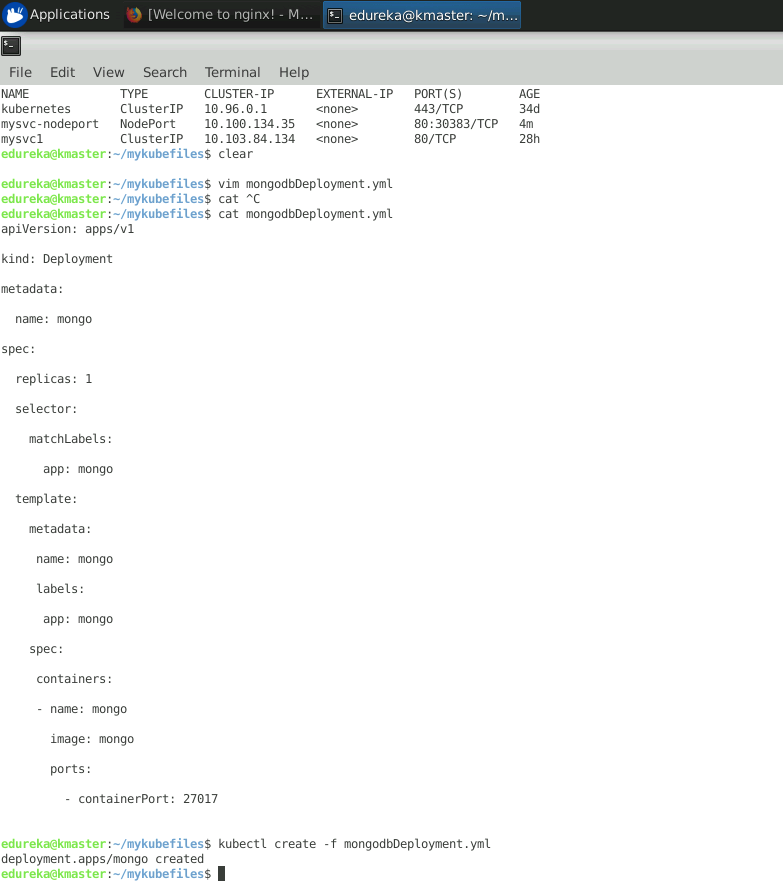 Applications [Welcome to nginx! - M... edureka@kmaster: ~/m...
File Edit View Search Terminal Help
NAME TYPE CLUSTER-IP EXTERNAL-IP PORT(S) AGE
kubernetes ClusterIP 10.96.0.1 <none> 443/TCP 34d
mysvc-nodeport NodePort 10.100.134.35 <none> 80:30383/TCP 4m
mysvc1 ClusterIP 10.103.84.134 <none> 80/TCP 28h
edureka@kmaster:~/mykubefiles$ clear
edureka@kmaster:~/mykubefiles$ vim mongodbDeployment.yml
edureka@kmaster:~/mykubefiles$ cat ^C
edureka@kmaster:~/mykubefiles$ cat mongodbDeployment.yml
apiVersion: apps/v1
kind: Deployment
metadata:
  name: mongo
spec:
  replicas: 1
  selector:
    matchLabels:
      app: mongo
  template:
    metadata:
     name: mongo
     labels:
      app: mongo
    spec:
     containers:
     - name: mongo
       image: mongo
       ports:
         - containerPort: 27017
edureka@kmaster:~/mykubefiles$ kubectl create -f mongodbDeployment.yml
deployment.apps/mongo created
edureka@kmaster:~/mykubefiles$